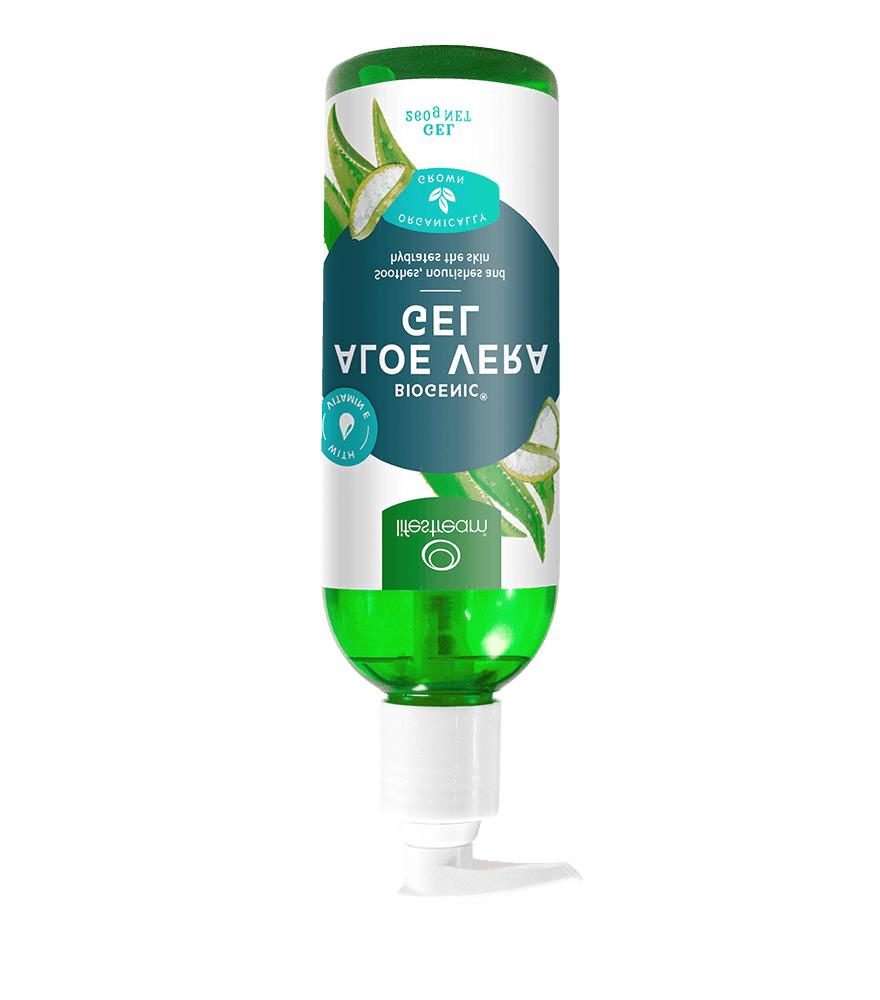 lifestream®
WITH
VITAMIN E
BIOGENIC®
ALOE VERA
GEL
Soothes, nourishes and
hydrates the skin
ORGANICALLY
GROWN
GEL
260g NET